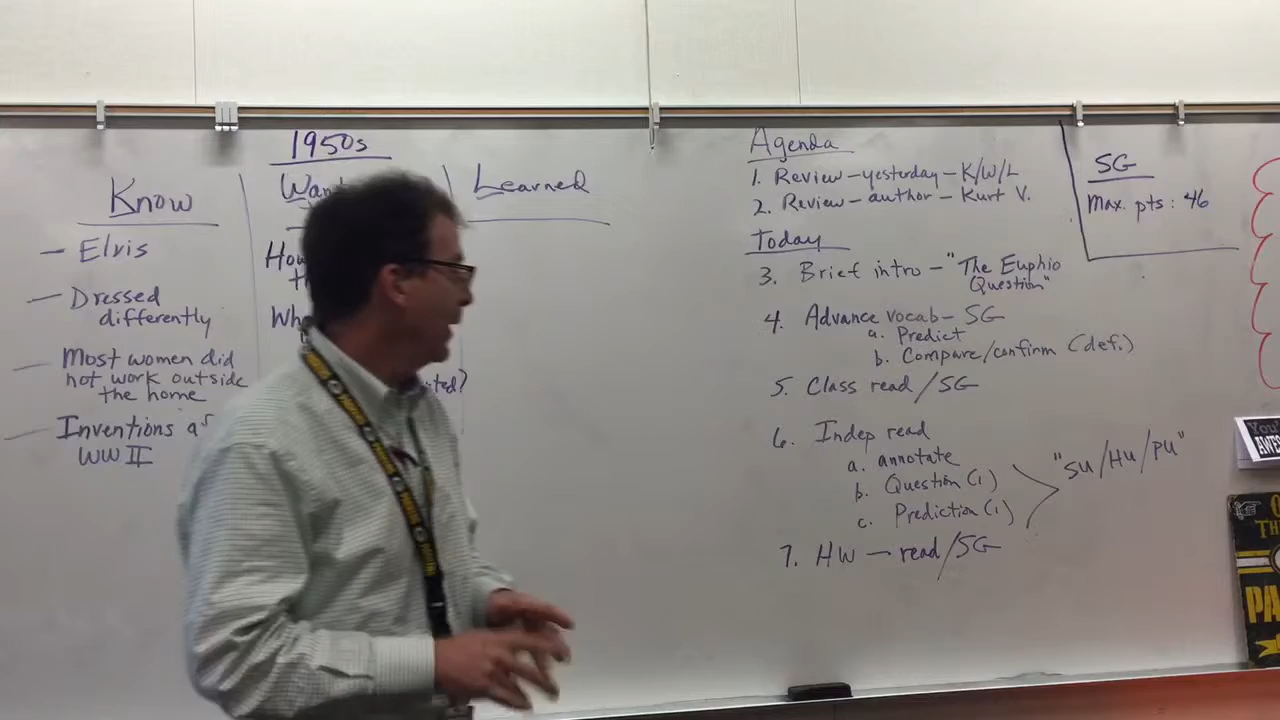 1950s
Know
Elvis
Dressed
differently
Most women did
not work outside
the home
Inventions
WW II
Learned
Agenda
1. Review - yesterday - K/W/L
2. Review - author - Kurt V.
Today
3. Brief intro - "The Euphio
Question"
4. Advance vocab - SG
a. Predict
b. Compare/confirm (def.)
5. Class read / SG
6. Indep read
a. annotate
b. Question (1)
c. Prediction (1)
"SU/HU/PU"
7. HW - read/SG
SG
Max. pts: 46